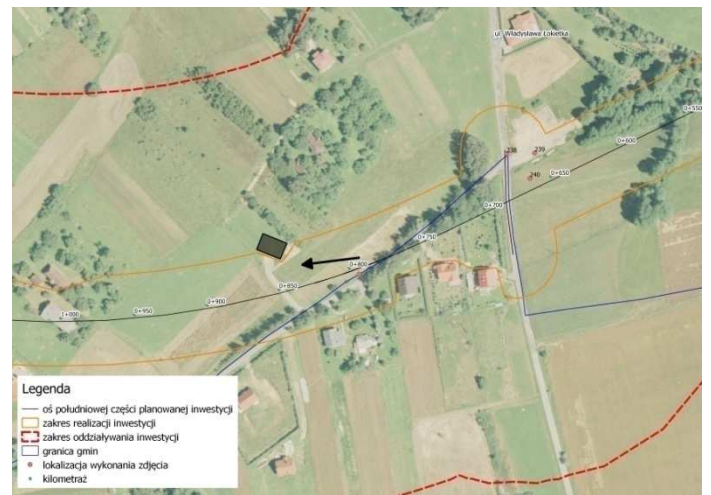 ul. Władysława Łokietka
0+550
0+600
238
239
0+650
240
0+700
0+750
0+800
0+850
0+900
0+950
1+000
Legenda
oś południowej części planowanej inwestycji
zakres realizacji inwestycji
zakres oddziaływania inwestycji
granica gmin
lokalizacja wykonania zdjęcia
kilometraż